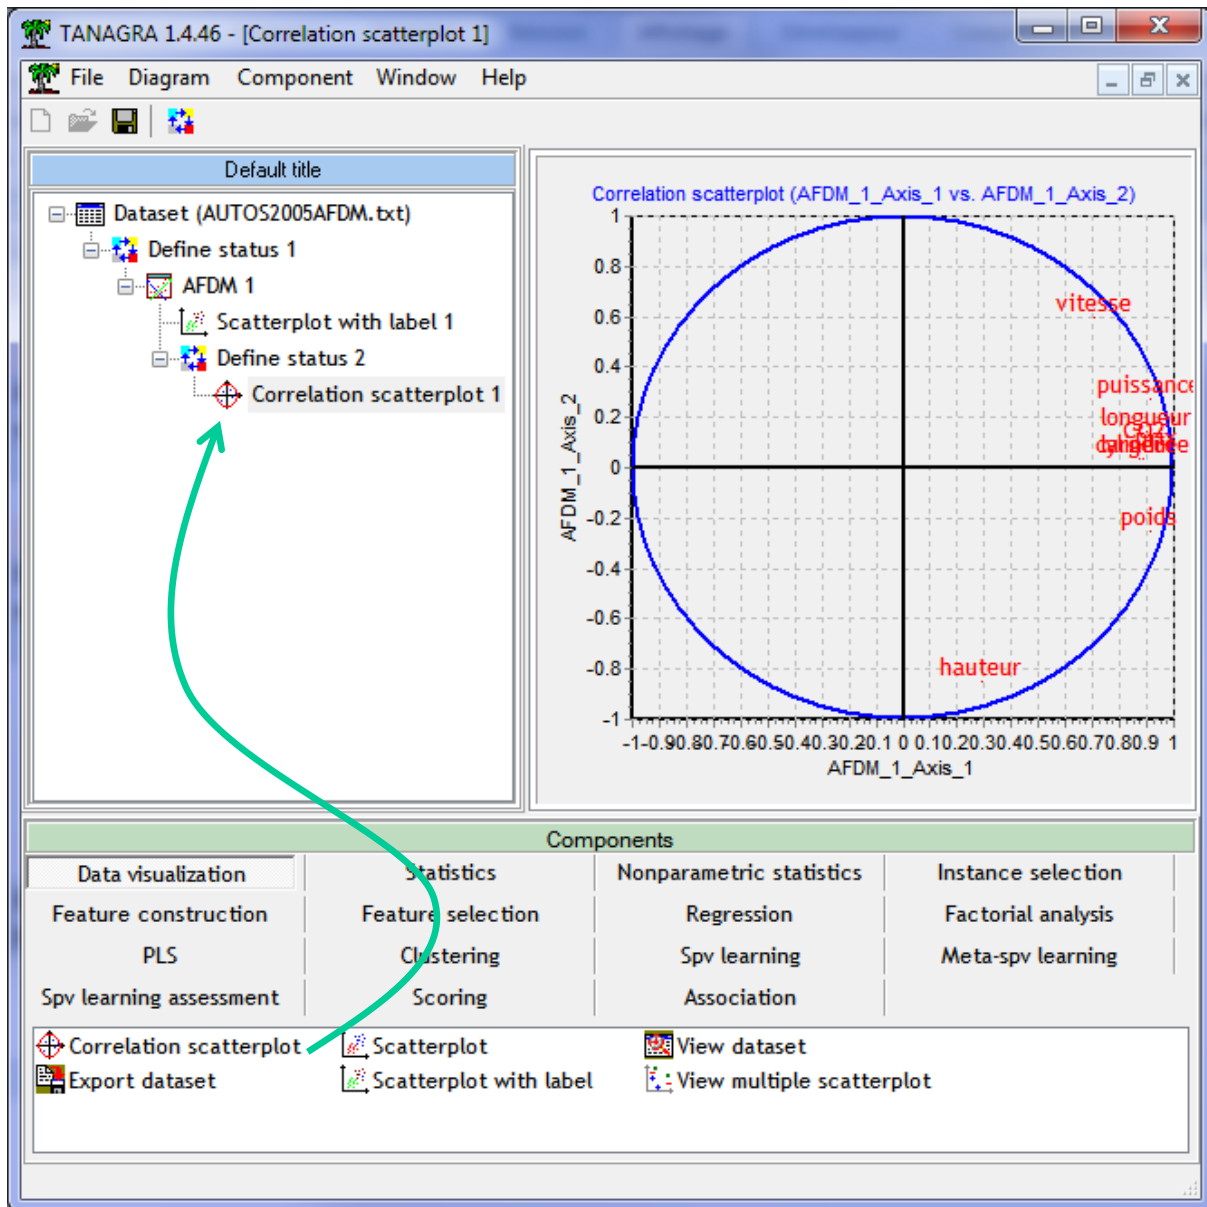 TANAGRA 1.4.46 - [Correlation scatterplot 1]
File Diagram Component Window Help
Default title
Dataset (AUTOS2005AFDM.txt)
Define status 1
AFDM 1
Scatterplot with label 1
Define status 2
Correlation scatterplot 1
Correlation scatterplot (AFDM_1_Axis_1 vs. AFDM_1_Axis_2)
1
0.8
0.6
0.4
0.2
0
-0.2
-0.4
-0.6
-0.8
-1
AFDM_1_Axis_2
vitesse
puissance
longueur
poids
hauteur
-1-0.90.80.70.60.50.40.30.20.1 0 0.10.20.30.40.50.60.70.80.9 1
AFDM_1_Axis_1
Components
Data visualization Statistics Nonparametric statistics Instance selection
Feature construction Feature selection Regression Factorial analysis
PLS Clustering Spv learning Meta-spv learning
Spv learning assessment Scoring Association
Correlation scatterplot Scatterplot View dataset
Export dataset Scatterplot with label View multiple scatterplot